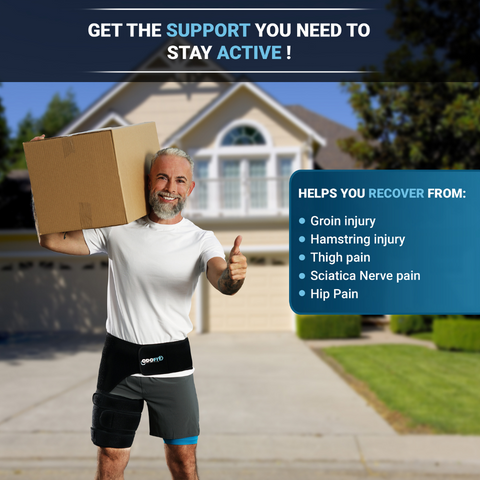 GET THE SUPPORT YOU NEED TO
STAY ACTIVE !
HELPS YOU RECOVER FROM:
Groin injury
Hamstring injury
Thigh pain
Sciatica Nerve pain
Hip Pain